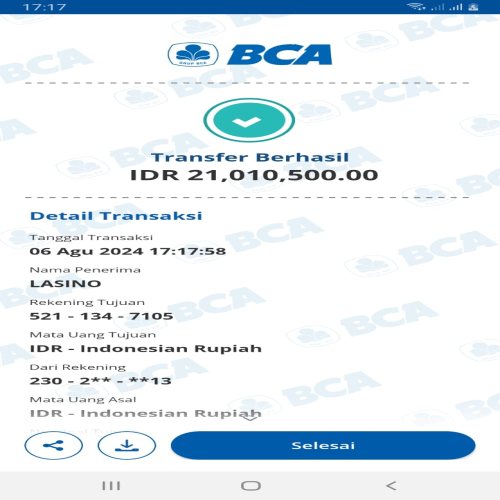 17:17
GRUP BCA
BCA
Transfer Berhasil
IDR 21,010,500.00
Detail Transaksi
Tanggal Transaksi
06 Agu 2024 17:17:58
Nama Penerima
LASINO
Rekening Tujuan
521 - 134 - 7105
Mata Uang Tujuan
IDR - Indonesian Rupiah
Dari Rekening
230 - 2** - **13
Mata Uang Asal
IDR - Indonesian Rupiah
Selesai